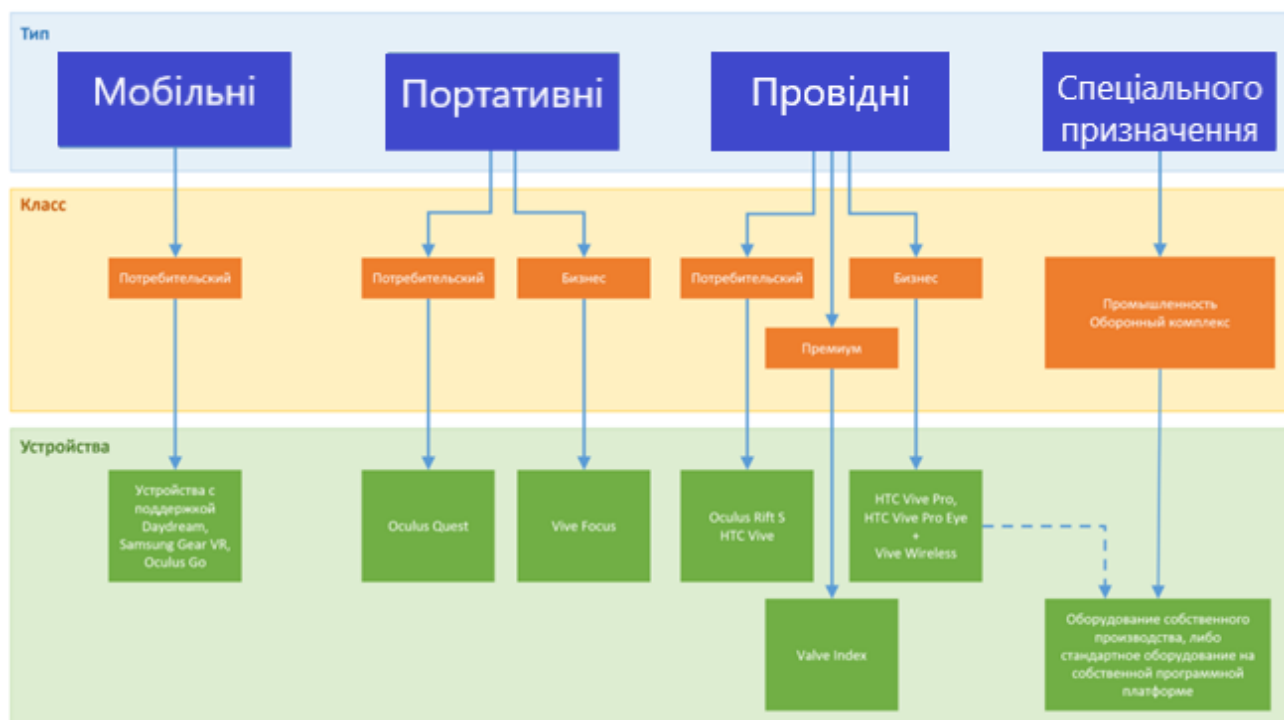 Тип
Мобільні
Портативні
Провідні
Спеціального
призначення
Класс
Потребительский
Потребительский
Бизнес
Потребительский
Бизнес
Премиум
Промышленность
Оборонный комплекс
Устройства
Устройства с
поддержкой
Daydream,
Samsung Gear VR,
Oculus Go
Oculus Quest
Vive Focus
Oculus Rift S
HTC Vive
HTC Vive Pro,
HTC Vive Pro Eye
+
Vive Wireless
Valve Index
Оборудование собственного
производства, либо
стандартное оборудование на
собственной программной
платформе